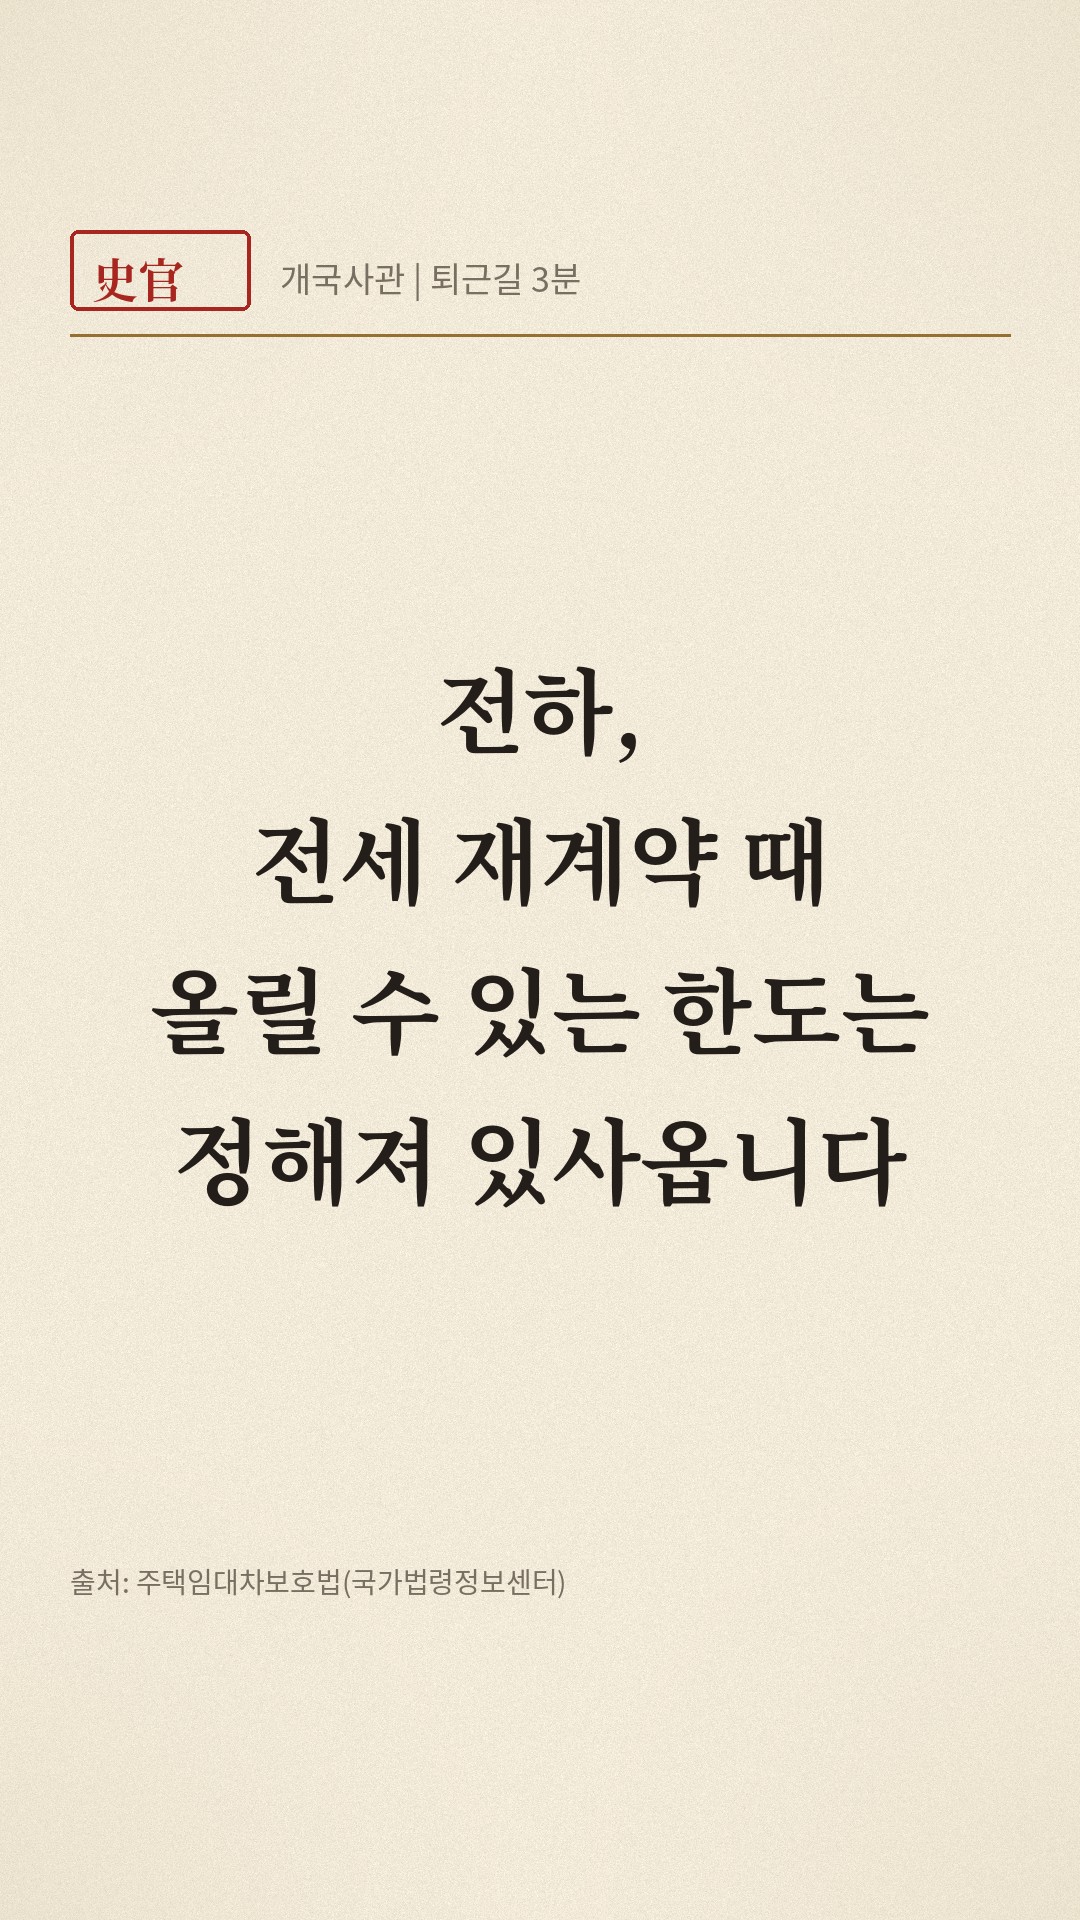 史官
개국사관 | 퇴근길 3분
전하,
전세 재계약 때
올릴 수 있는 한도는
정해져 있사옵니다
출처: 주택임대차보호법(국가법령정보센터)